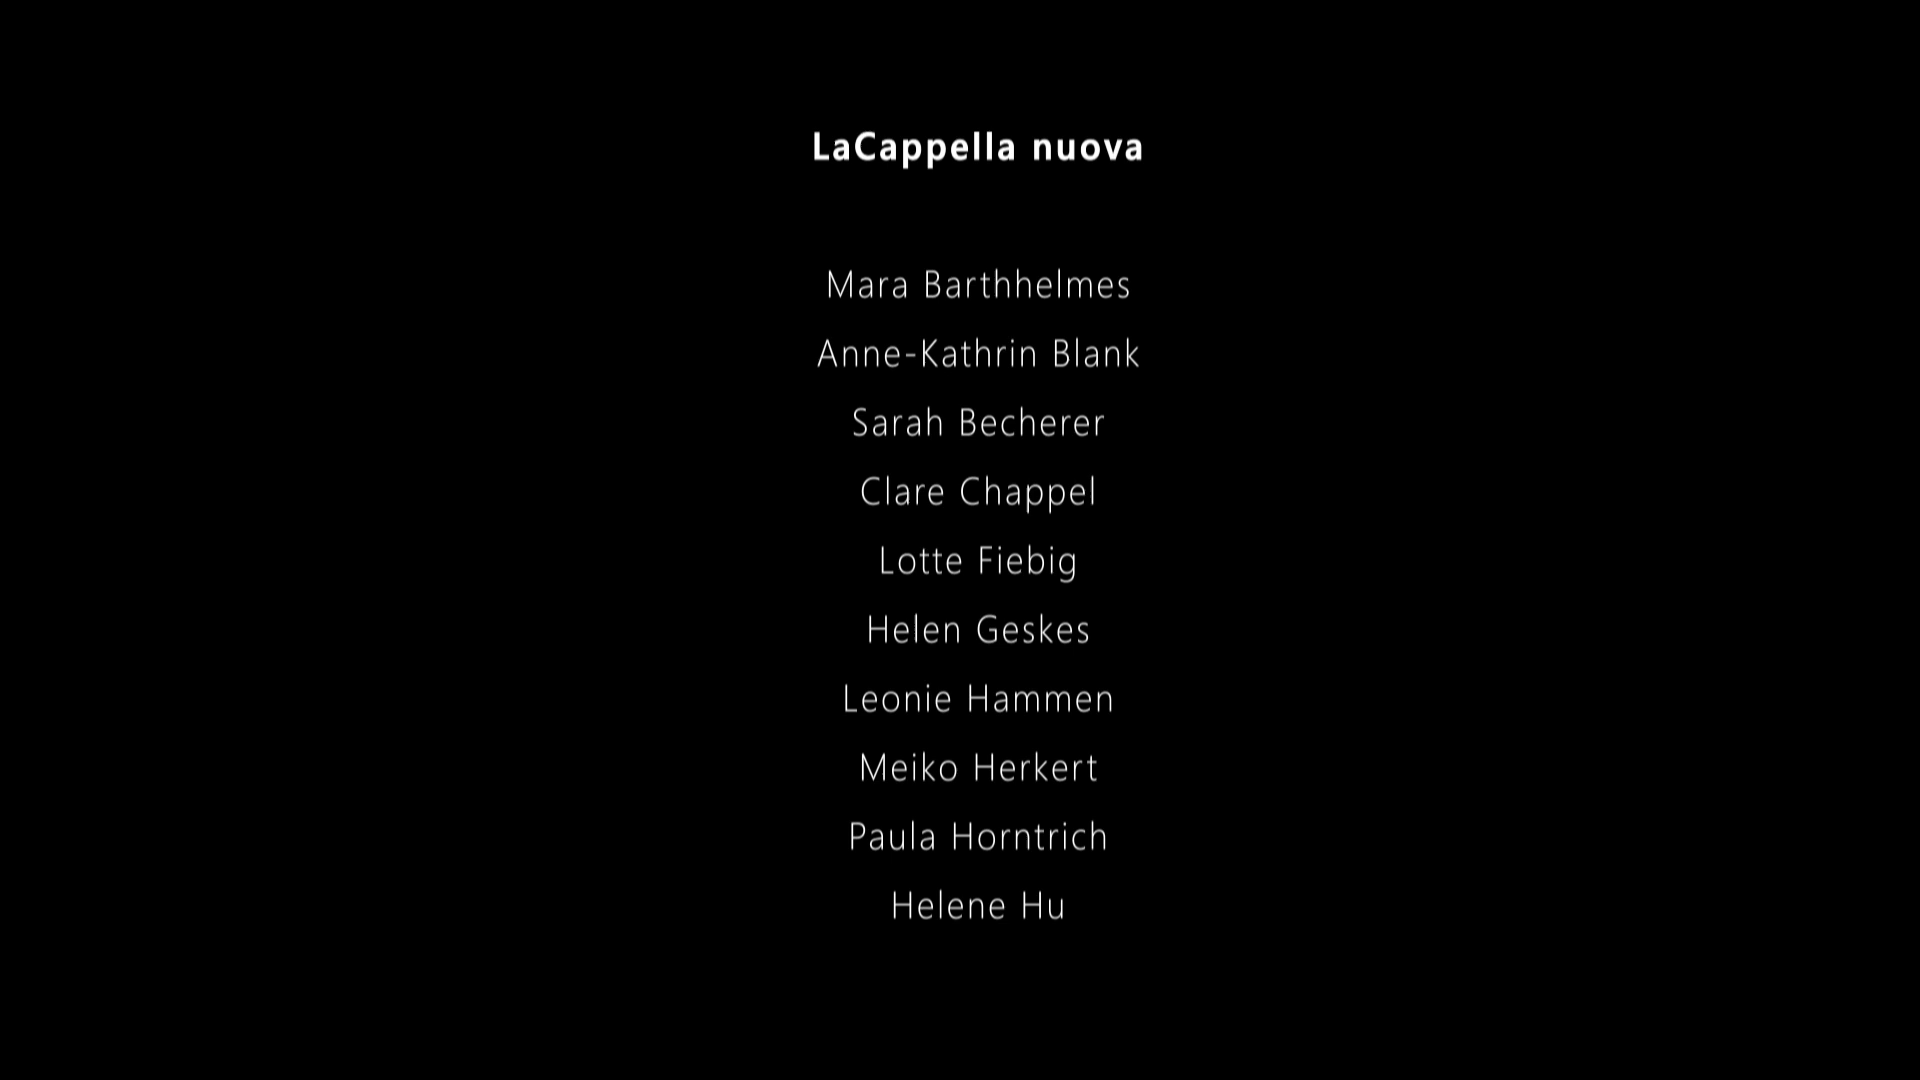 LaCappella nuova
Mara Barthhelmes
Anne-Kathrin Blank
Sarah Becherer
Clare Chappel
Lotte Fiebig
Helen Geskes
Leonie Hammen
Meiko Herkert
Paula Horntrich
Helene Hu